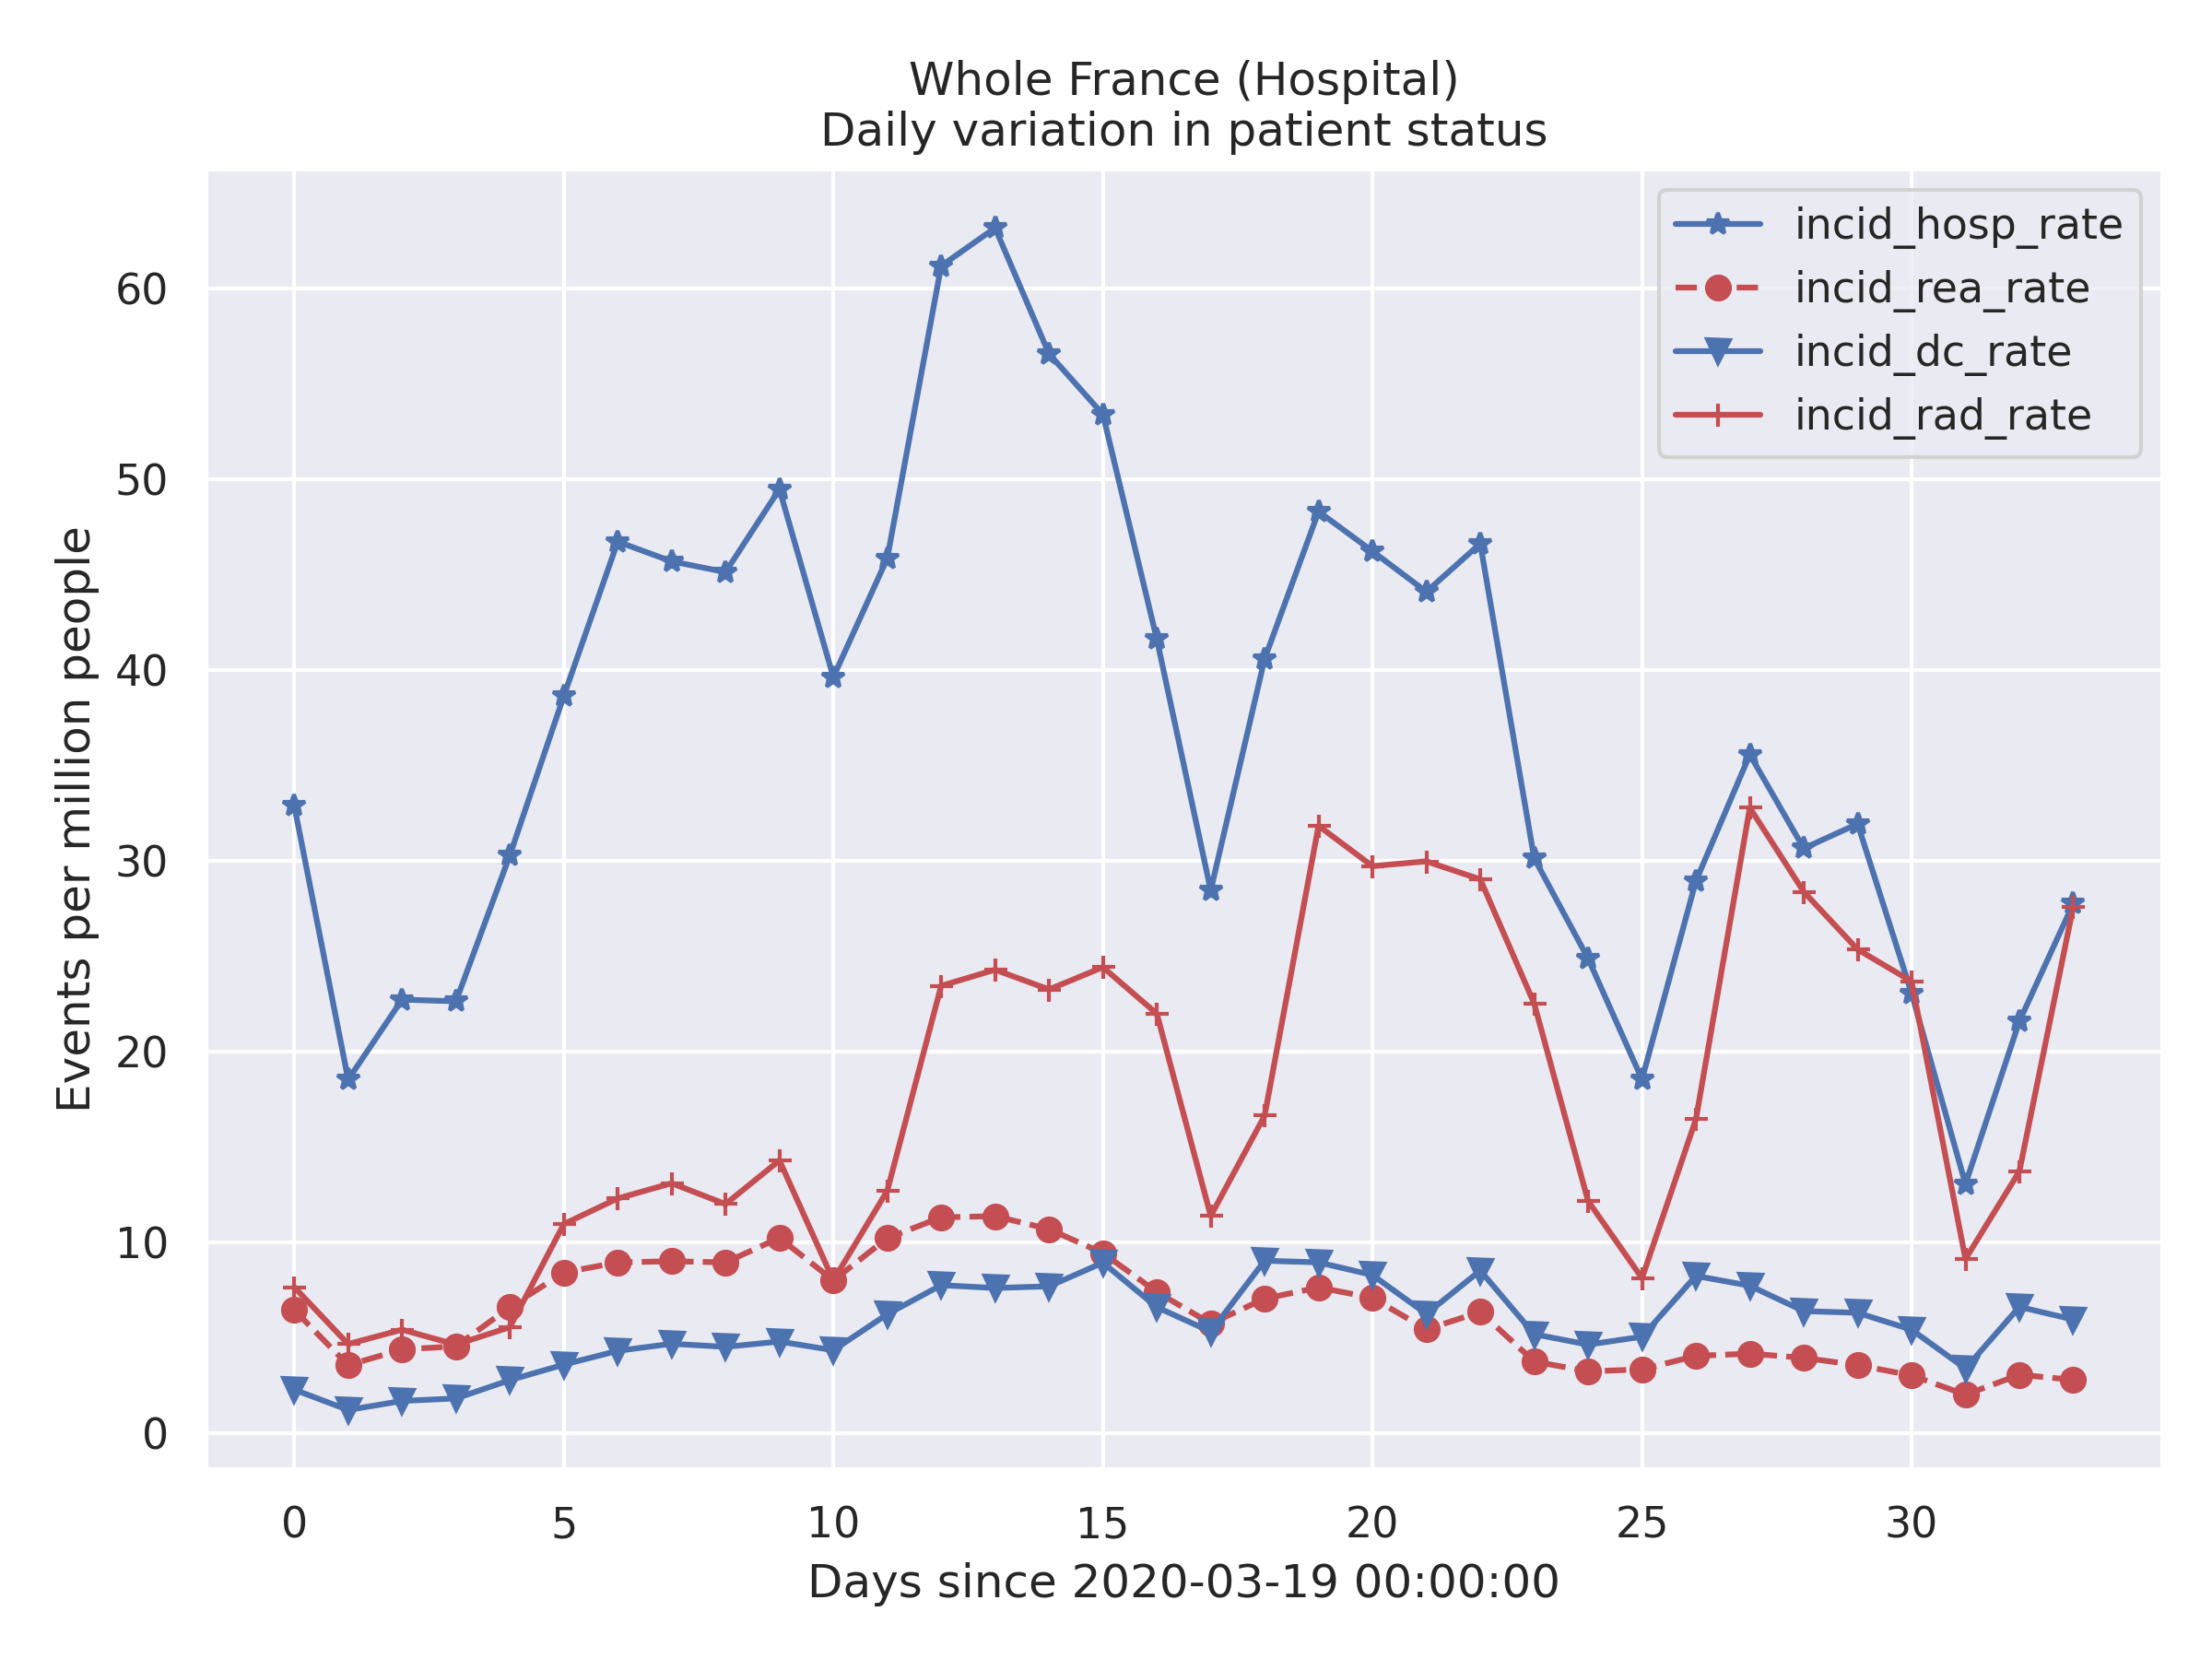 Whole France (Hospital)
Daily variation in patient status
incid_hosp_rate
incid_rea_rate
incid_dc_rate
incid_rad_rate
Events per million people
60
50
40
30
20
10
0
0 5 10 15 20 25 30
Days since 2020-03-19 00:00:00